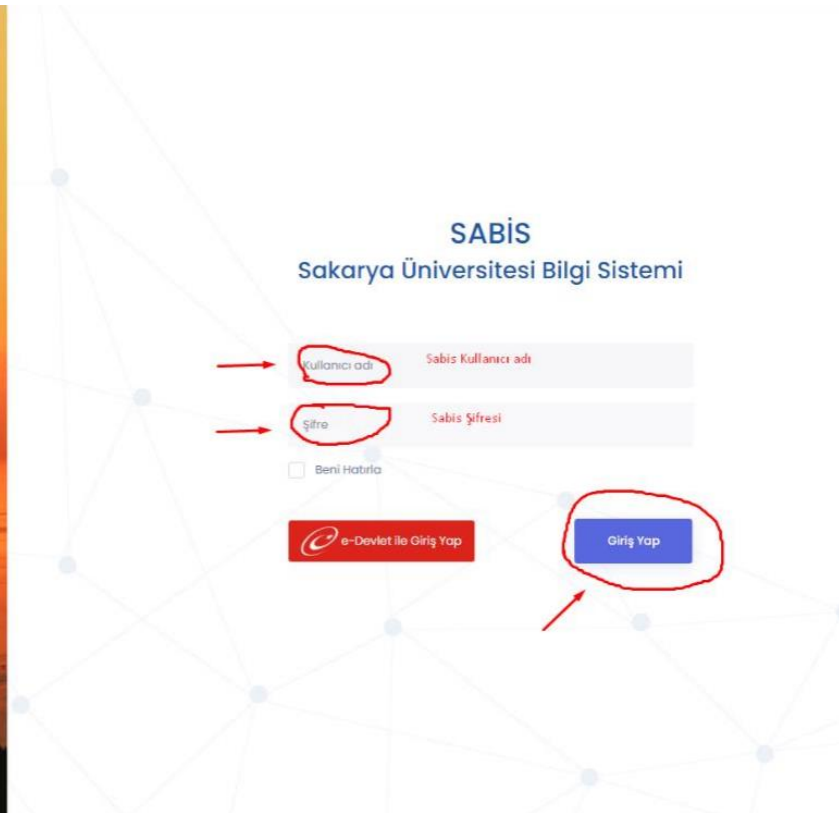 SABİS
Sakarya Üniversitesi Bilgi Sistemi
Kullanıcı adı Sabis Kullanıcı adı
Şifre Sabis Şifresi
Beni Hatırla
e-Devlet ile Giriş Yap Giriş Yap